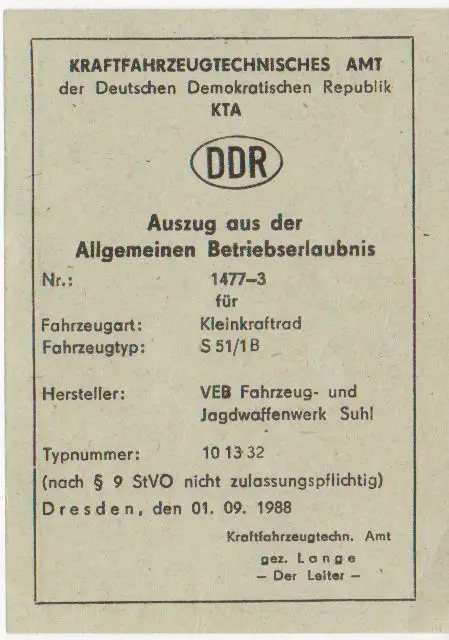 KRAFTFAHRZEUGTECHNISCHES AMT
der Deutschen Demokratischen Republik
KTA
DDR
Auszug aus der
Allgemeinen Betriebserlaubnis
Nr.: 1477-3
für
Fahrzeugart: Kleinkraftrad
Fahrzeugtyp: S 51/1 B
Hersteller: VEB Fahrzeug- und
Jagdwaffenwerk Suhl
Typnummer: 10 13 32
(nach § 9 StVO nicht zulassungspflichtig)
Dresden, den 01. 09. 1988
Kraftfahrzeugtechn. Amt
gez. Lange
– Der Leiter –